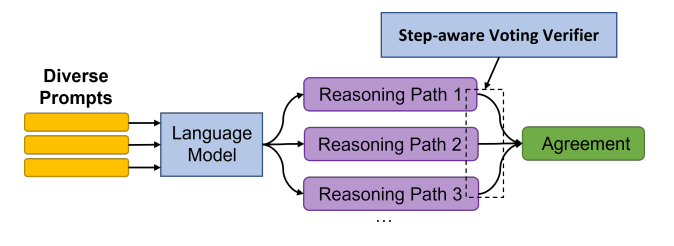 Step-aware Voting Verifier
Diverse
Prompts
Language
Model
Reasoning Path 1
Reasoning Path 2
Reasoning Path 3
...
Agreement